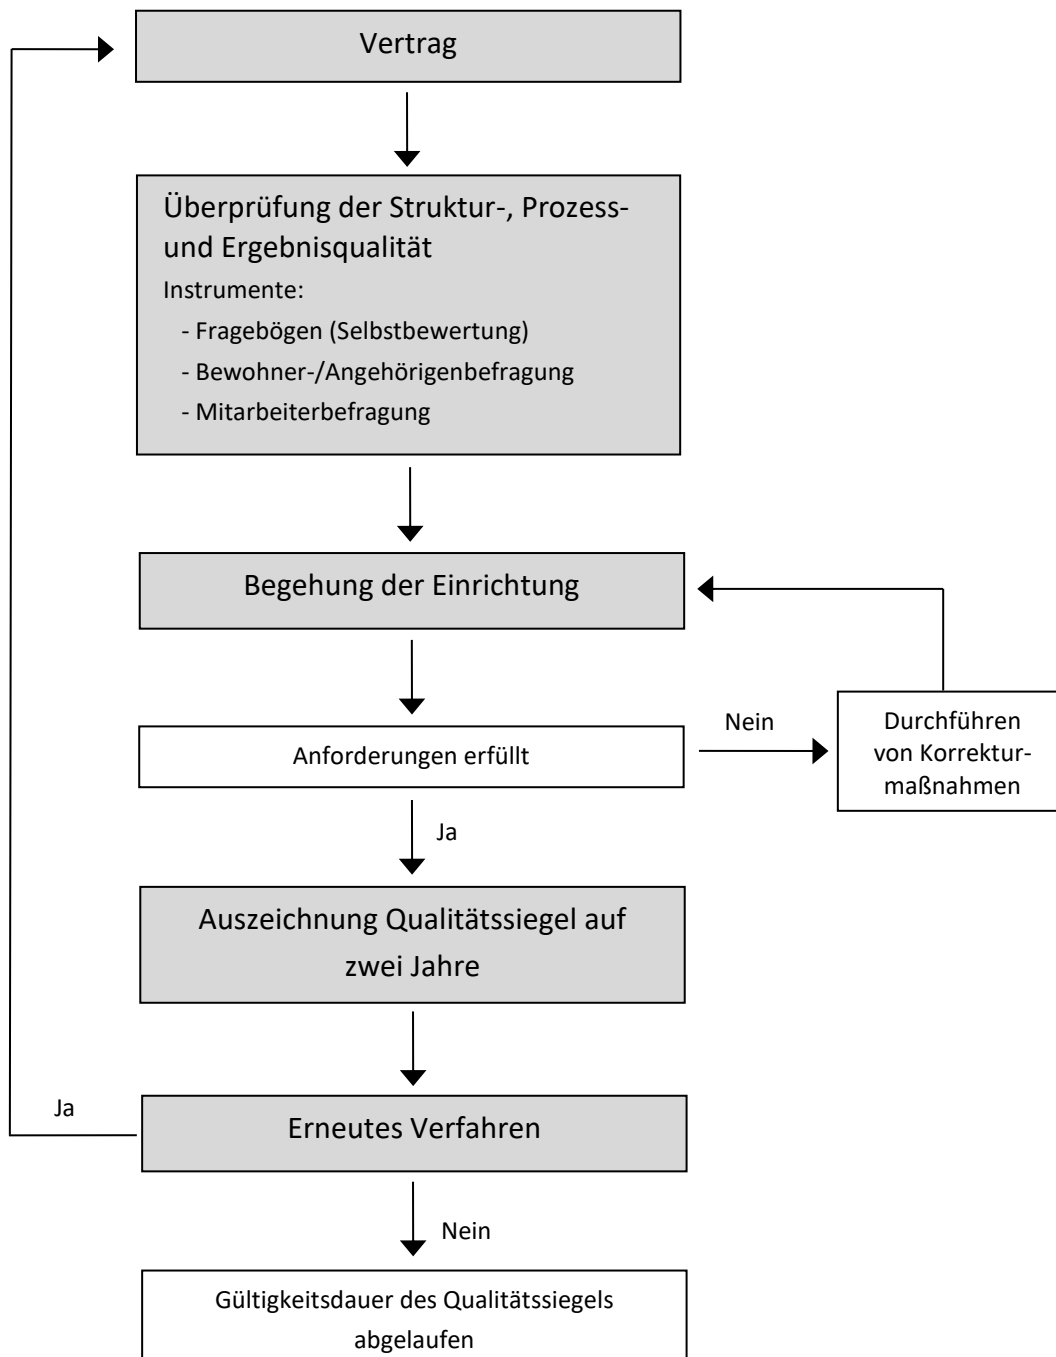 Vertrag
Überprüfung der Struktur-, Prozess-
und Ergebnisqualität
Instrumente:
- Fragebögen (Selbstbewertung)
- Bewohner-/Angehörigenbefragung
- Mitarbeiterbefragung
Begehung der Einrichtung
Anforderungen erfüllt
Nein
Durchführen
von Korrektur-
maßnahmen
Ja
Auszeichnung Qualitätssiegel auf
zwei Jahre
Ja
Erneutes Verfahren
Nein
Gültigkeitsdauer des Qualitätssiegels
abgelaufen